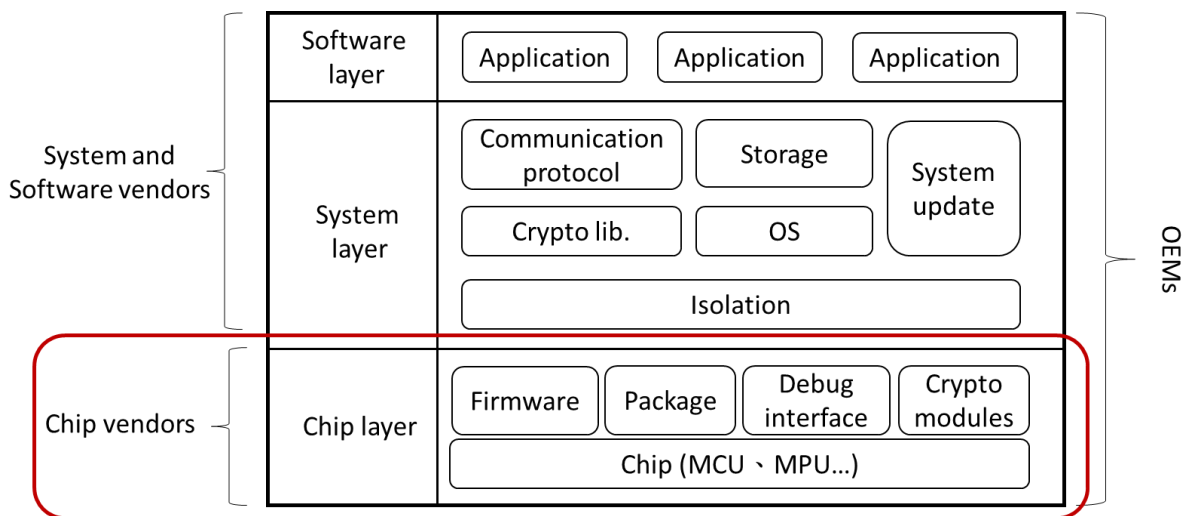 Software
layer
Application
Application
Application
System and
Software vendors
System
layer
Communication
protocol
Storage
System
update
Crypto lib.
OS
Isolation
OEMs
Chip vendors
Chip layer
Firmware
Package
Debug
interface
Crypto
modules
Chip (MCU、MPU...)